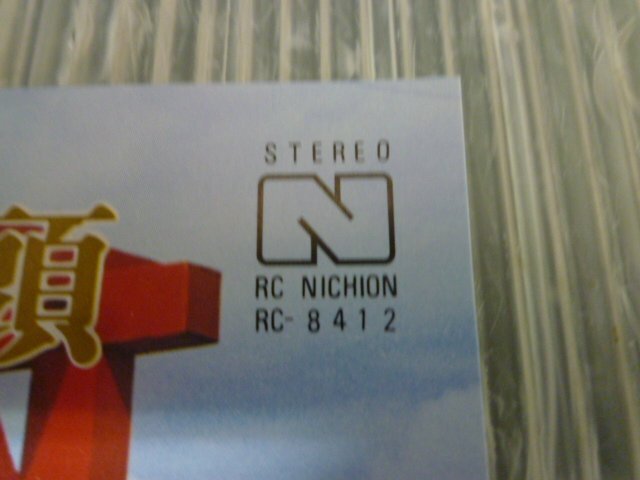 STEREO
N
RC NICHION
RC-8412